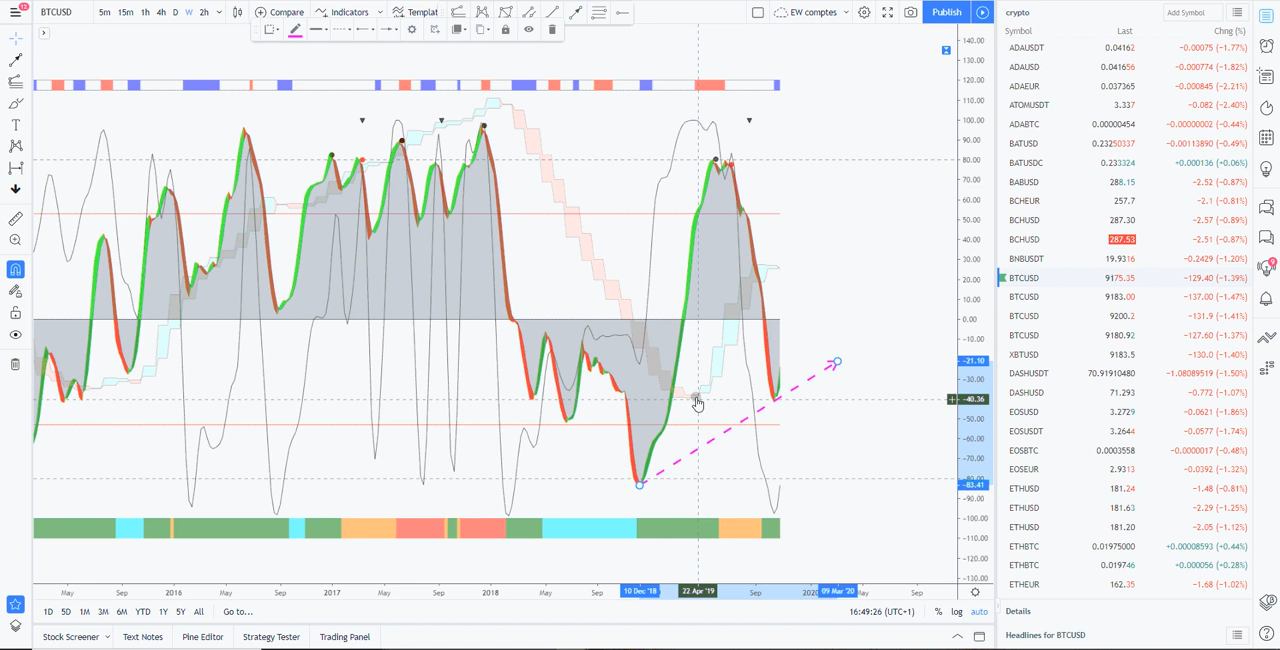 12
BTCUSD
5m 15m 1h 4h D W 2h
Compare
Indicators
Templat
EW comptes
Publish
140.00
130.00
120.00
110.00
100.00
90.00
80.00
70.00
60.00
50.00
40.00
30.00
20.00
10.00
0.00
-10.00
-21.10
-30.00
-40.36
-50.00
-60.00
-70.00
-83.41
-90.00
-100.00
-110.00
-120.00
-130.00
May Sep 2016 May Sep 2017 May Sep 2018 May Sep 10 Dec '18 22 Apr '19 Sep 2020 09 Mar '20 May Sep
1D 5D 1M 3M 6M YTD 1Y 5Y All Go to...
16:49:26 (UTC+1) % log auto
Stock Screener Text Notes Pine Editor Strategy Tester Trading Panel
crypto Add Symbol
Symbol Last Chng (%)
ADAUSDT 0.04162 −0.00075 (−1.77%)
ADAUSD 0.041656 −0.000774 (−1.82%)
ADAEUR 0.037365 −0.000845 (−2.21%)
ATOMUSDT 3.337 −0.082 (−2.40%)
ADABTC 0.00000454 −0.00000002 (−0.44%)
BATUSD 0.23250337 −0.00113890 (−0.49%)
BATUSDC 0.233324 +0.000136 (+0.06%)
BABUSD 288.15 −2.52 (−0.87%)
BCHEUR 257.7 −2.1 (−0.81%)
BCHUSD 287.30 −2.57 (−0.89%)
BCHUSD 287.53 −2.51 (−0.87%)
BNBUSDT 19.9316 −0.2429 (−1.20%)
BTCUSD 9175.35 −129.40 (−1.39%)
BTCUSD 9183.00 −137.00 (−1.47%)
BTCUSD 9200.2 −131.9 (−1.41%)
BTCUSD 9180.92 −127.60 (−1.37%)
XBTUSD 9183.5 −130.0 (−1.40%)
DASHUSDT 70.91910480 −1.08089519 (−1.50%)
DASHUSD 71.293 −0.772 (−1.07%)
EOSUSD 3.2729 −0.0621 (−1.86%)
EOSUSDT 3.2644 −0.0577 (−1.74%)
EOSBTC 0.0003558 −0.0000017 (−0.48%)
EOSEUR 2.9313 −0.0392 (−1.32%)
ETHUSD 181.24 −1.48 (−0.81%)
ETHUSD 181.63 −2.29 (−1.25%)
ETHUSD 181.20 −2.05 (−1.12%)
ETHBTC 0.01975000 +0.00008593 (+0.44%)
ETHBTC 0.019746 +0.000056 (+0.28%)
ETHEUR 162.35 −1.68 (−1.02%)
Details
Headlines for BTCUSD
9